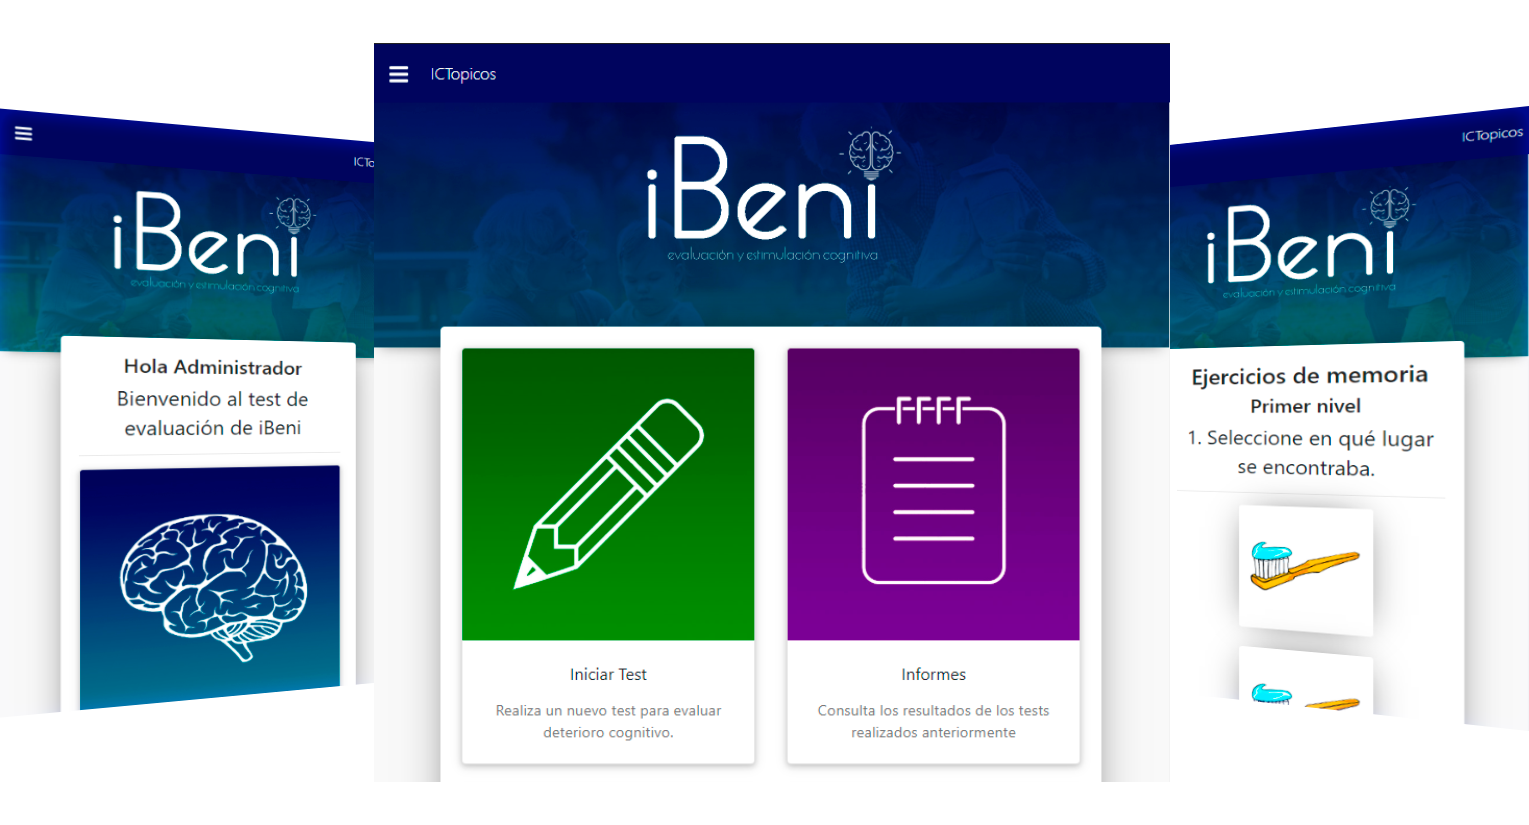 ICTo
iBeni
evaluación y estimulación cognitiva
Hola Administrador
Bienvenido al test de
evaluación de iBeni
ICTopicos
iBeni
evaluación y estimulación cognitiva
Iniciar Test
Realiza un nuevo test para evaluar
deterioro cognitivo.
Informes
Consulta los resultados de los tests
realizados anteriormente
ICTopicos
iBeni
evaluación y estimulación cognitiva
Ejercicios de memoria
Primer nivel
1. Seleccione en qué lugar
se encontraba.